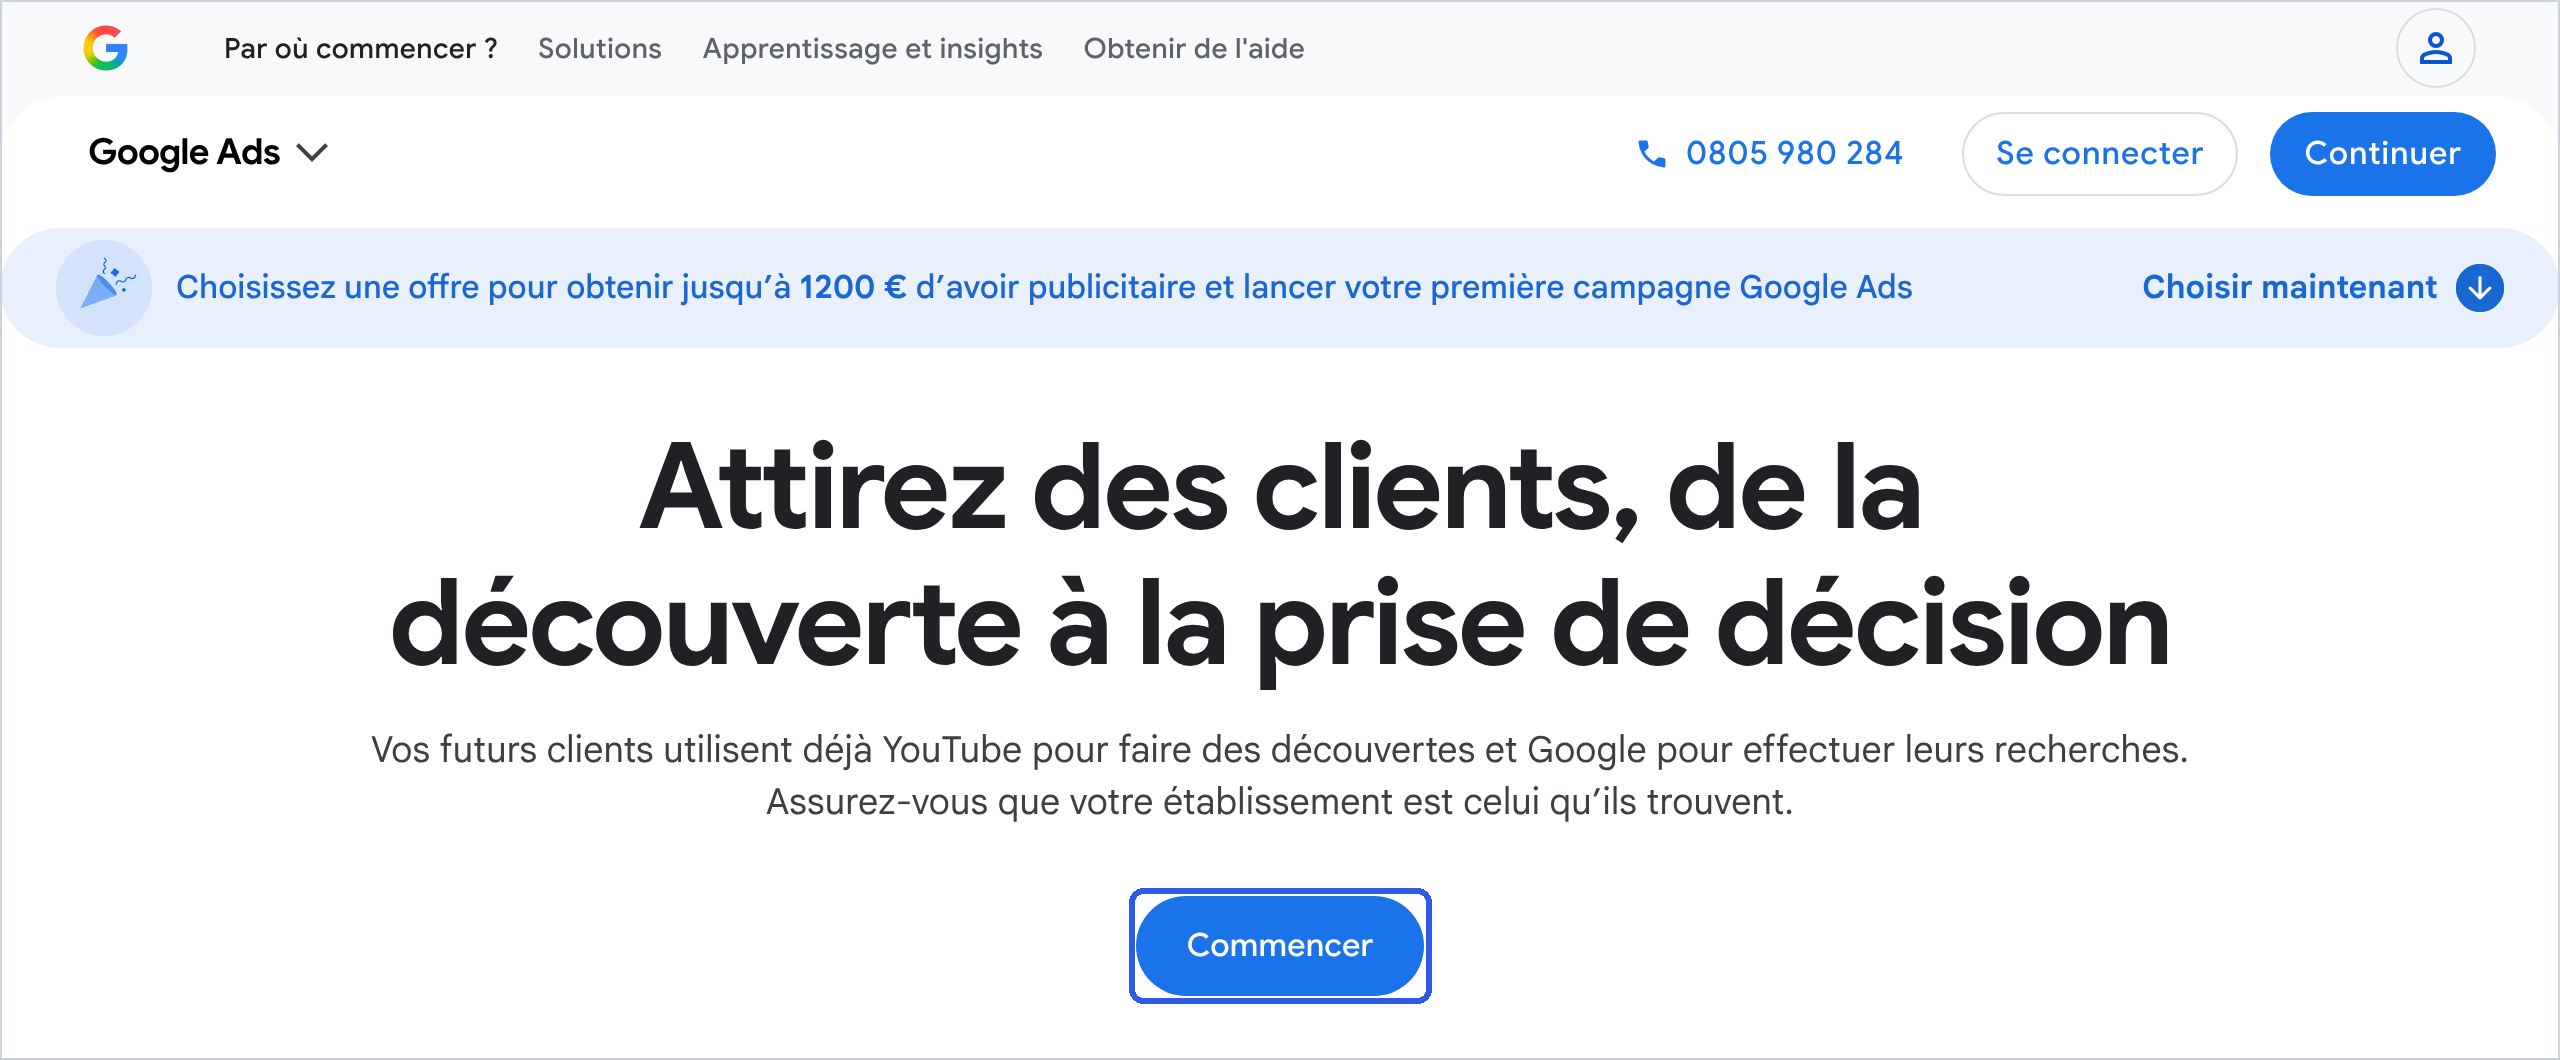 Par où commencer ? Solutions Apprentissage et insights Obtenir de l'aide
Google Ads 0805 980 284 Se connecter Continuer
Choisissez une offre pour obtenir jusqu’à 1200 € d’avoir publicitaire et lancer votre première campagne Google Ads Choisir maintenant
Attirez des clients, de la
découverte à la prise de décision
Vos futurs clients utilisent déjà YouTube pour faire des découvertes et Google pour effectuer leurs recherches.
Assurez-vous que votre établissement est celui qu’ils trouvent.
Commencer